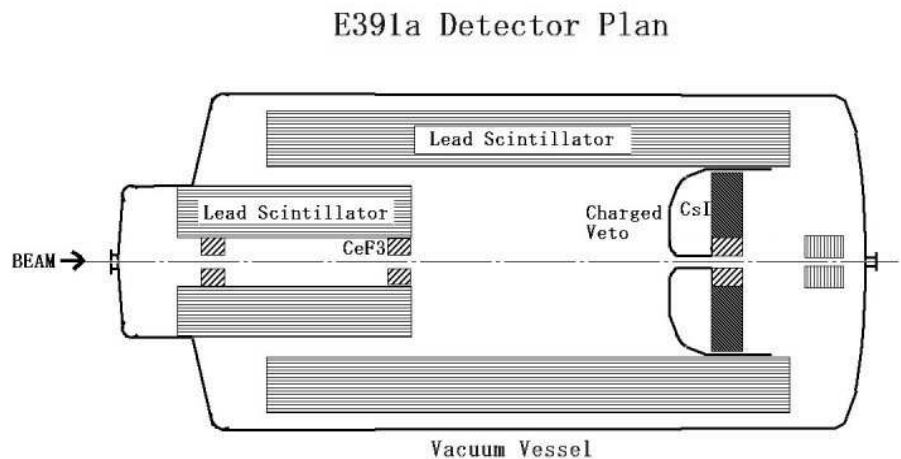 E391a Detector Plan
Lead Scintillator
Lead Scintillator
Charged
Veto
CsI
CeF3
BEAM
Vacuum Vessel